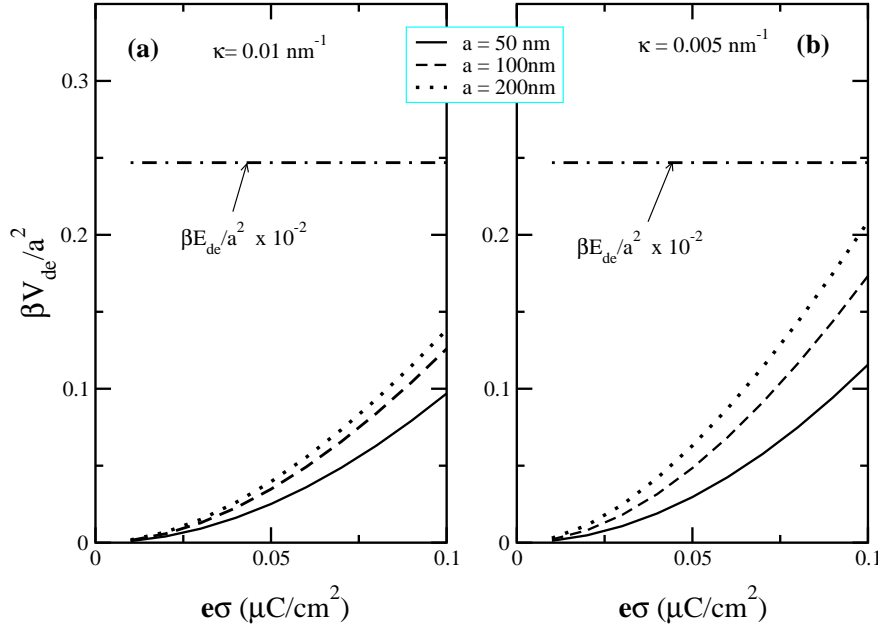 (a)
κ= 0.01 nm⁻¹
a = 50 nm
a = 100nm
a = 200nm
κ = 0.005 nm⁻¹
(b)
0.3
0.2
0.1
0
βV_de/a²
βE_de/a² x 10⁻²
βE_de/a² x 10⁻²
0
0.05
0.1
0
0.05
0.1
eσ (μC/cm²)
eσ (μC/cm²)